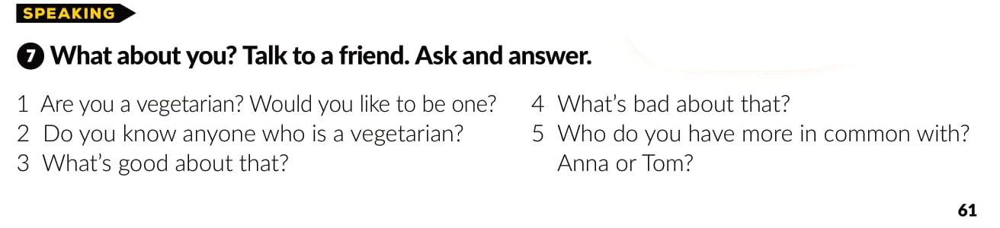 SPEAKING
7 What about you? Talk to a friend. Ask and answer.
1 Are you a vegetarian? Would you like to be one?
2 Do you know anyone who is a vegetarian?
3 What's good about that?
4 What's bad about that?
5 Who do you have more in common with?
Anna or Tom?
61